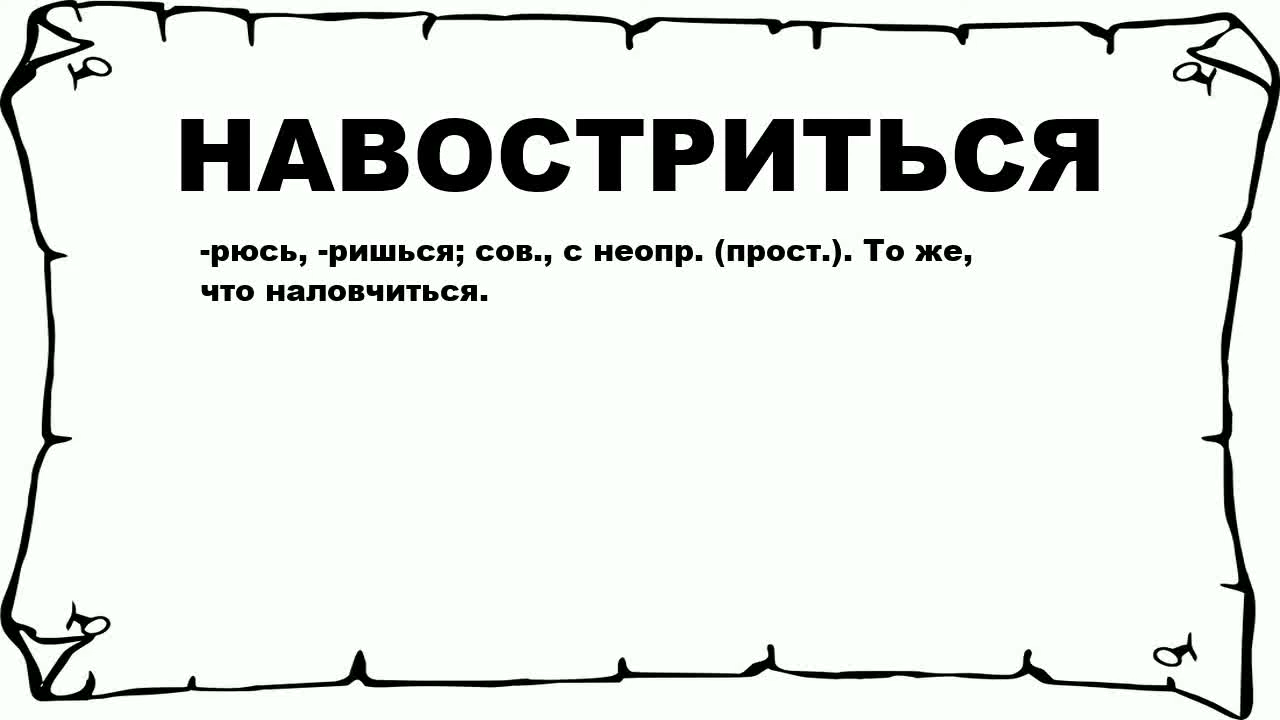 НАВОСТРИТЬСЯ
-рюсь, -ришься; сов., с неопр. (прост.). То же,
что наловчиться.